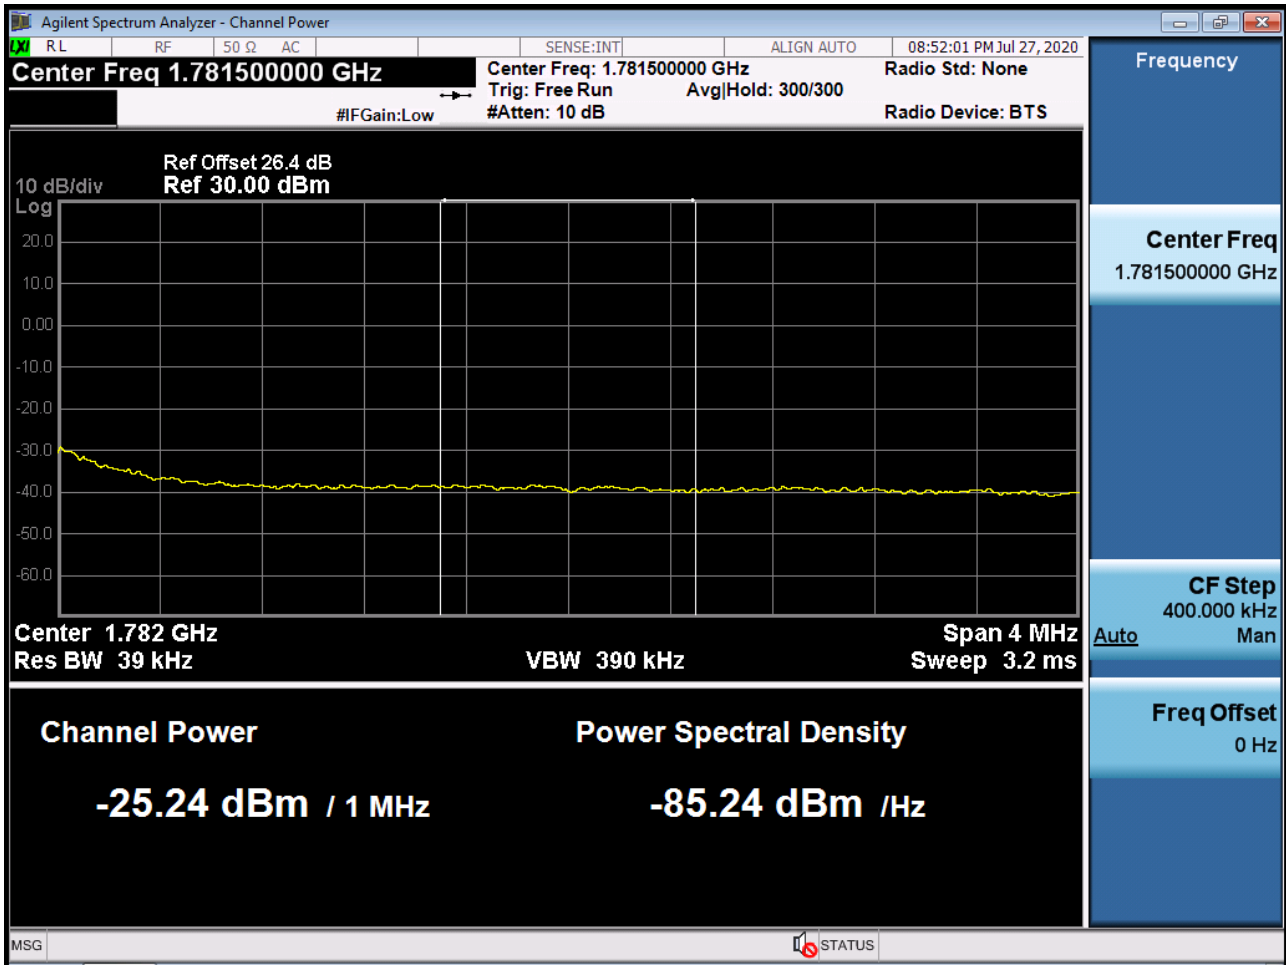 Agilent Spectrum Analyzer - Channel Power
LXI RL RF 50 Ω AC SENSE:INT ALIGN AUTO 08:52:01 PM Jul 27, 2020
Center Freq 1.781500000 GHz
Center Freq: 1.781500000 GHz Radio Std: None
Trig: Free Run Avg|Hold: 300/300
#IFGain:Low #Atten: 10 dB Radio Device: BTS
Ref Offset 26.4 dB
10 dB/div Ref 30.00 dBm
Log
20.0
10.0
0.00
-10.0
-20.0
-30.0
-40.0
-50.0
-60.0
Center 1.782 GHz Span 4 MHz
Res BW 39 kHz VBW 390 kHz Sweep 3.2 ms
Channel Power Power Spectral Density
-25.24 dBm / 1 MHz -85.24 dBm /Hz
Frequency
Center Freq
1.781500000 GHz
CF Step
400.000 kHz
Auto Man
Freq Offset
0 Hz
MSG STATUS